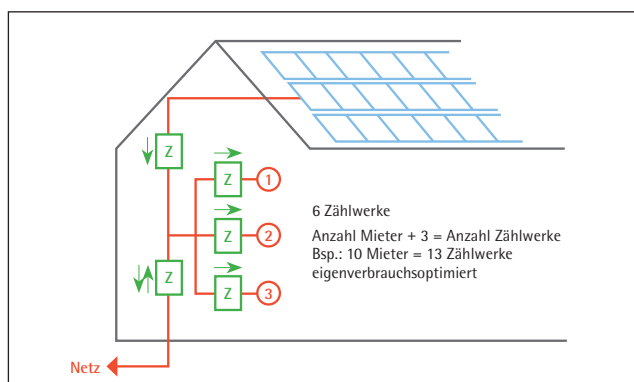 Z
Z
1
6 Zählwerke
Z
2
Anzahl Mieter + 3 = Anzahl Zählwerke
Bsp.: 10 Mieter = 13 Zählwerke
eigenverbrauchsoptimiert
Z
Z
3
Netz